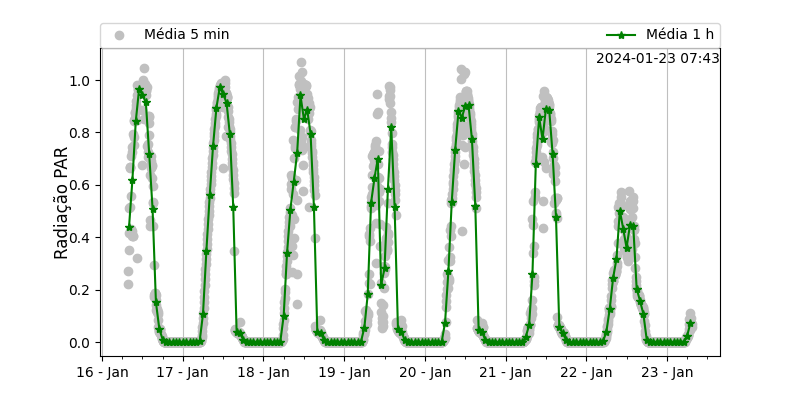 Média 5 min
Média 1 h
2024-01-23 07:43
Radiação PAR
1.0
0.8
0.6
0.4
0.2
0.0
16 - Jan
17 - Jan
18 - Jan
19 - Jan
20 - Jan
21 - Jan
22 - Jan
23 - Jan